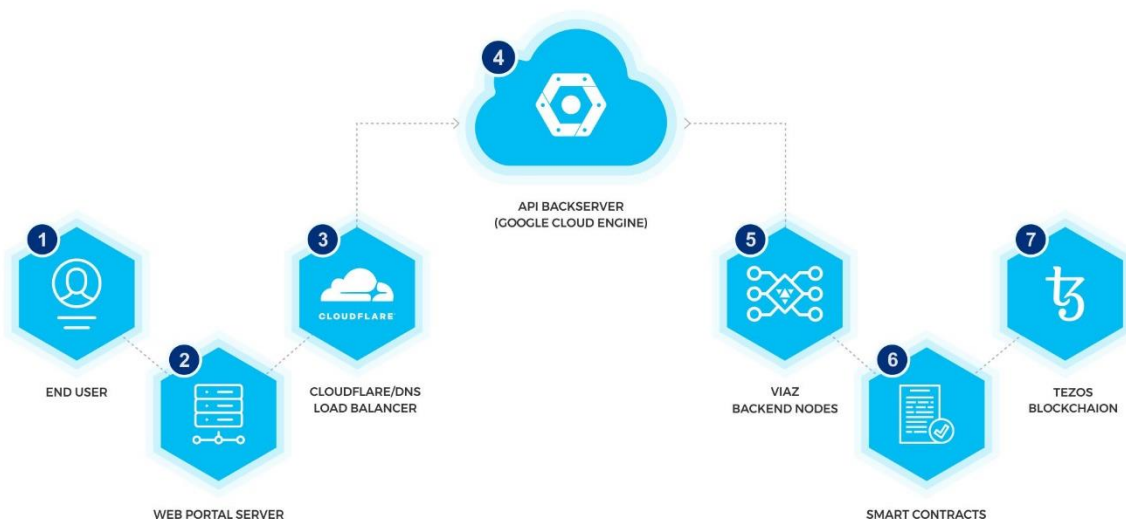 1
END USER
2
WEB PORTAL SERVER
3
CLOUDFLARE
CLOUDFLARE/DNS
LOAD BALANCER
4
API BACKSERVER
(GOOGLE CLOUD ENGINE)
5
VIAZ
BACKEND NODES
6
SMART CONTRACTS
7
TEZOS
BLOCKCHAION